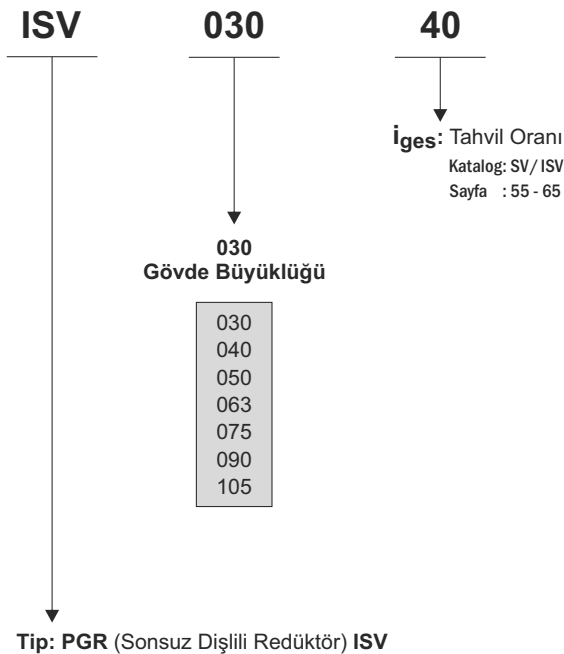 ISV 030 40
iges: Tahvil Oranı
Katalog: SV/ ISV
Sayfa : 55 - 65
030
Gövde Büyüklüğü
030
040
050
063
075
090
105
Tip: PGR (Sonsuz Dişlili Redüktör) ISV